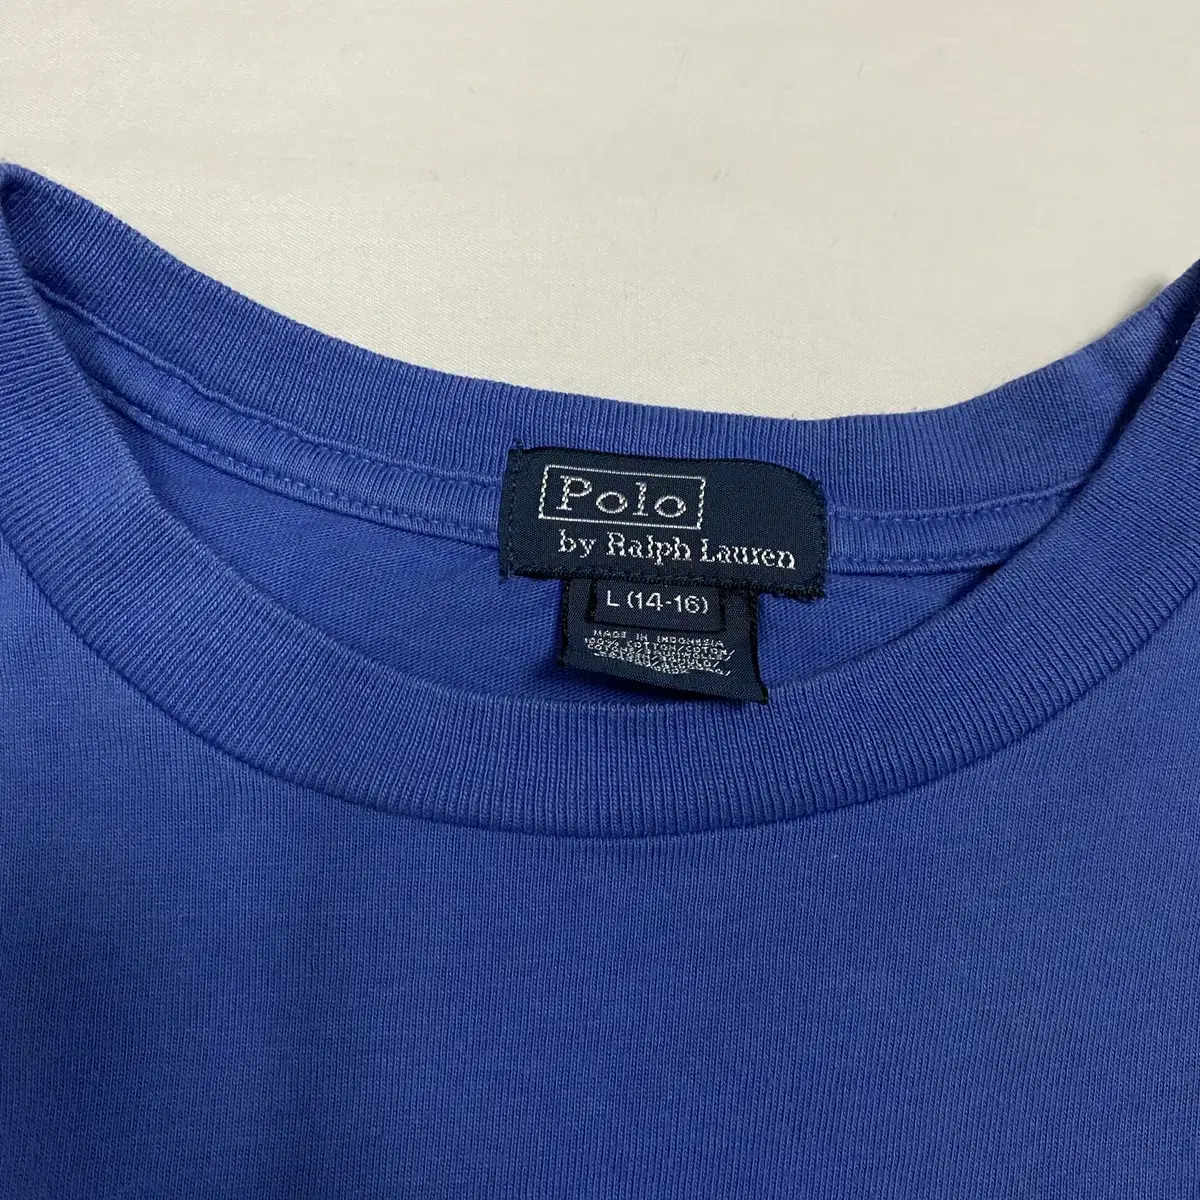 Polo
by Ralph Lauren
L (14-16)
MADE IN INDONESIA
100% COTTON/COTON/